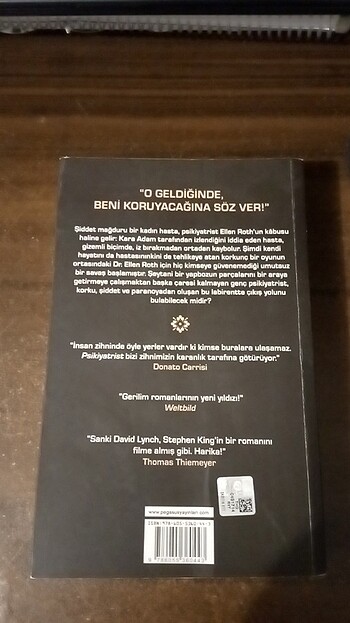 "O GELDİĞİNDE,
BENİ KORUYACAĞINA SÖZ VER!"
Şiddet mağduru bir kadın hasta, psikiyatrist Ellen Roth'un kâbusu
haline gelir: Kara Adam tarafından izlendiğini iddia eden hasta,
gizemli biçimde, iz bırakmadan ortadan kaybolur. Şimdi kendi
hayatını da hastasınınkini de tehlikeye atan korkunç bir oyunun
ortasındaki Dr. Ellen Roth için hiç kimseye güvenemediği umutsuz
bir savaş başlamıştır. Şeytani bir yapbozun parçalarını bir araya
getirmeye çalışmaktan başka çaresi kalmayan genç psikiyatrist,
korku, şiddet ve paranoyadan oluşan bu labirentte çıkış yolunu
bulabilecek midir?
"İnsan zihninde öyle yerler vardır ki kimse buralara ulaşamaz.
Psikiyatrist bizi zihnimizin karanlık tarafına götürüyor."
Donato Carrisi
"Gerilim romanlarının yeni yıldızı!"
Weltbild
"Sanki David Lynch, Stephen King'in bir romanını
filme almış gibi. Harika!"
Thomas Thiemeyer
www.pegasusyayinlari.com